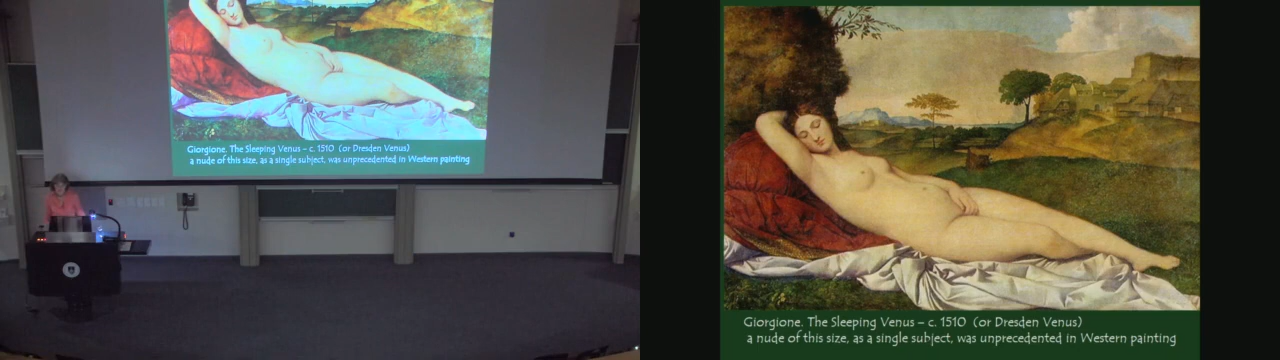 Giorgione. The Sleeping Venus – c. 1510 (or Dresden Venus)
a nude of this size, as a single subject, was unprecedented in Western painting
Giorgione. The Sleeping Venus – c. 1510 (or Dresden Venus)
a nude of this size, as a single subject, was unprecedented in Western painting